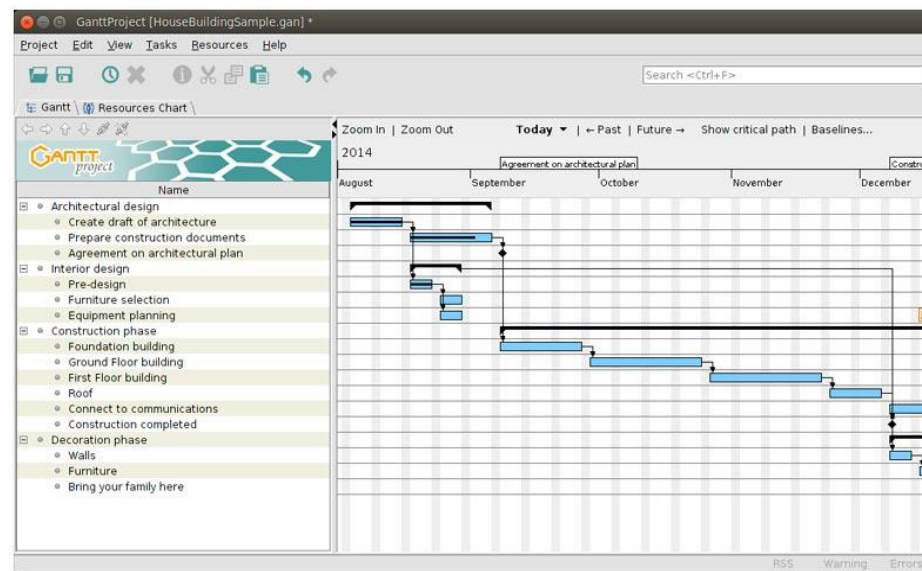 GanttProject [HouseBuildingSample.gan] *
Project Edit View Tasks Resources Help
Search <Ctrl+F>
Gantt Resources Chart
Zoom In | Zoom Out Today | ← Past | Future → Show critical path | Baselines...
GANTT project
2014
Agreement on architectural plan Constru
August September October November December
Name
Architectural design
Create draft of architecture
Prepare construction documents
Agreement on architectural plan
Interior design
Pre-design
Furniture selection
Equipment planning
Construction phase
Foundation building
Ground Floor building
First Floor building
Roof
Connect to communications
Construction completed
Decoration phase
Walls
Furniture
Bring your family here
RSS Warning Errors